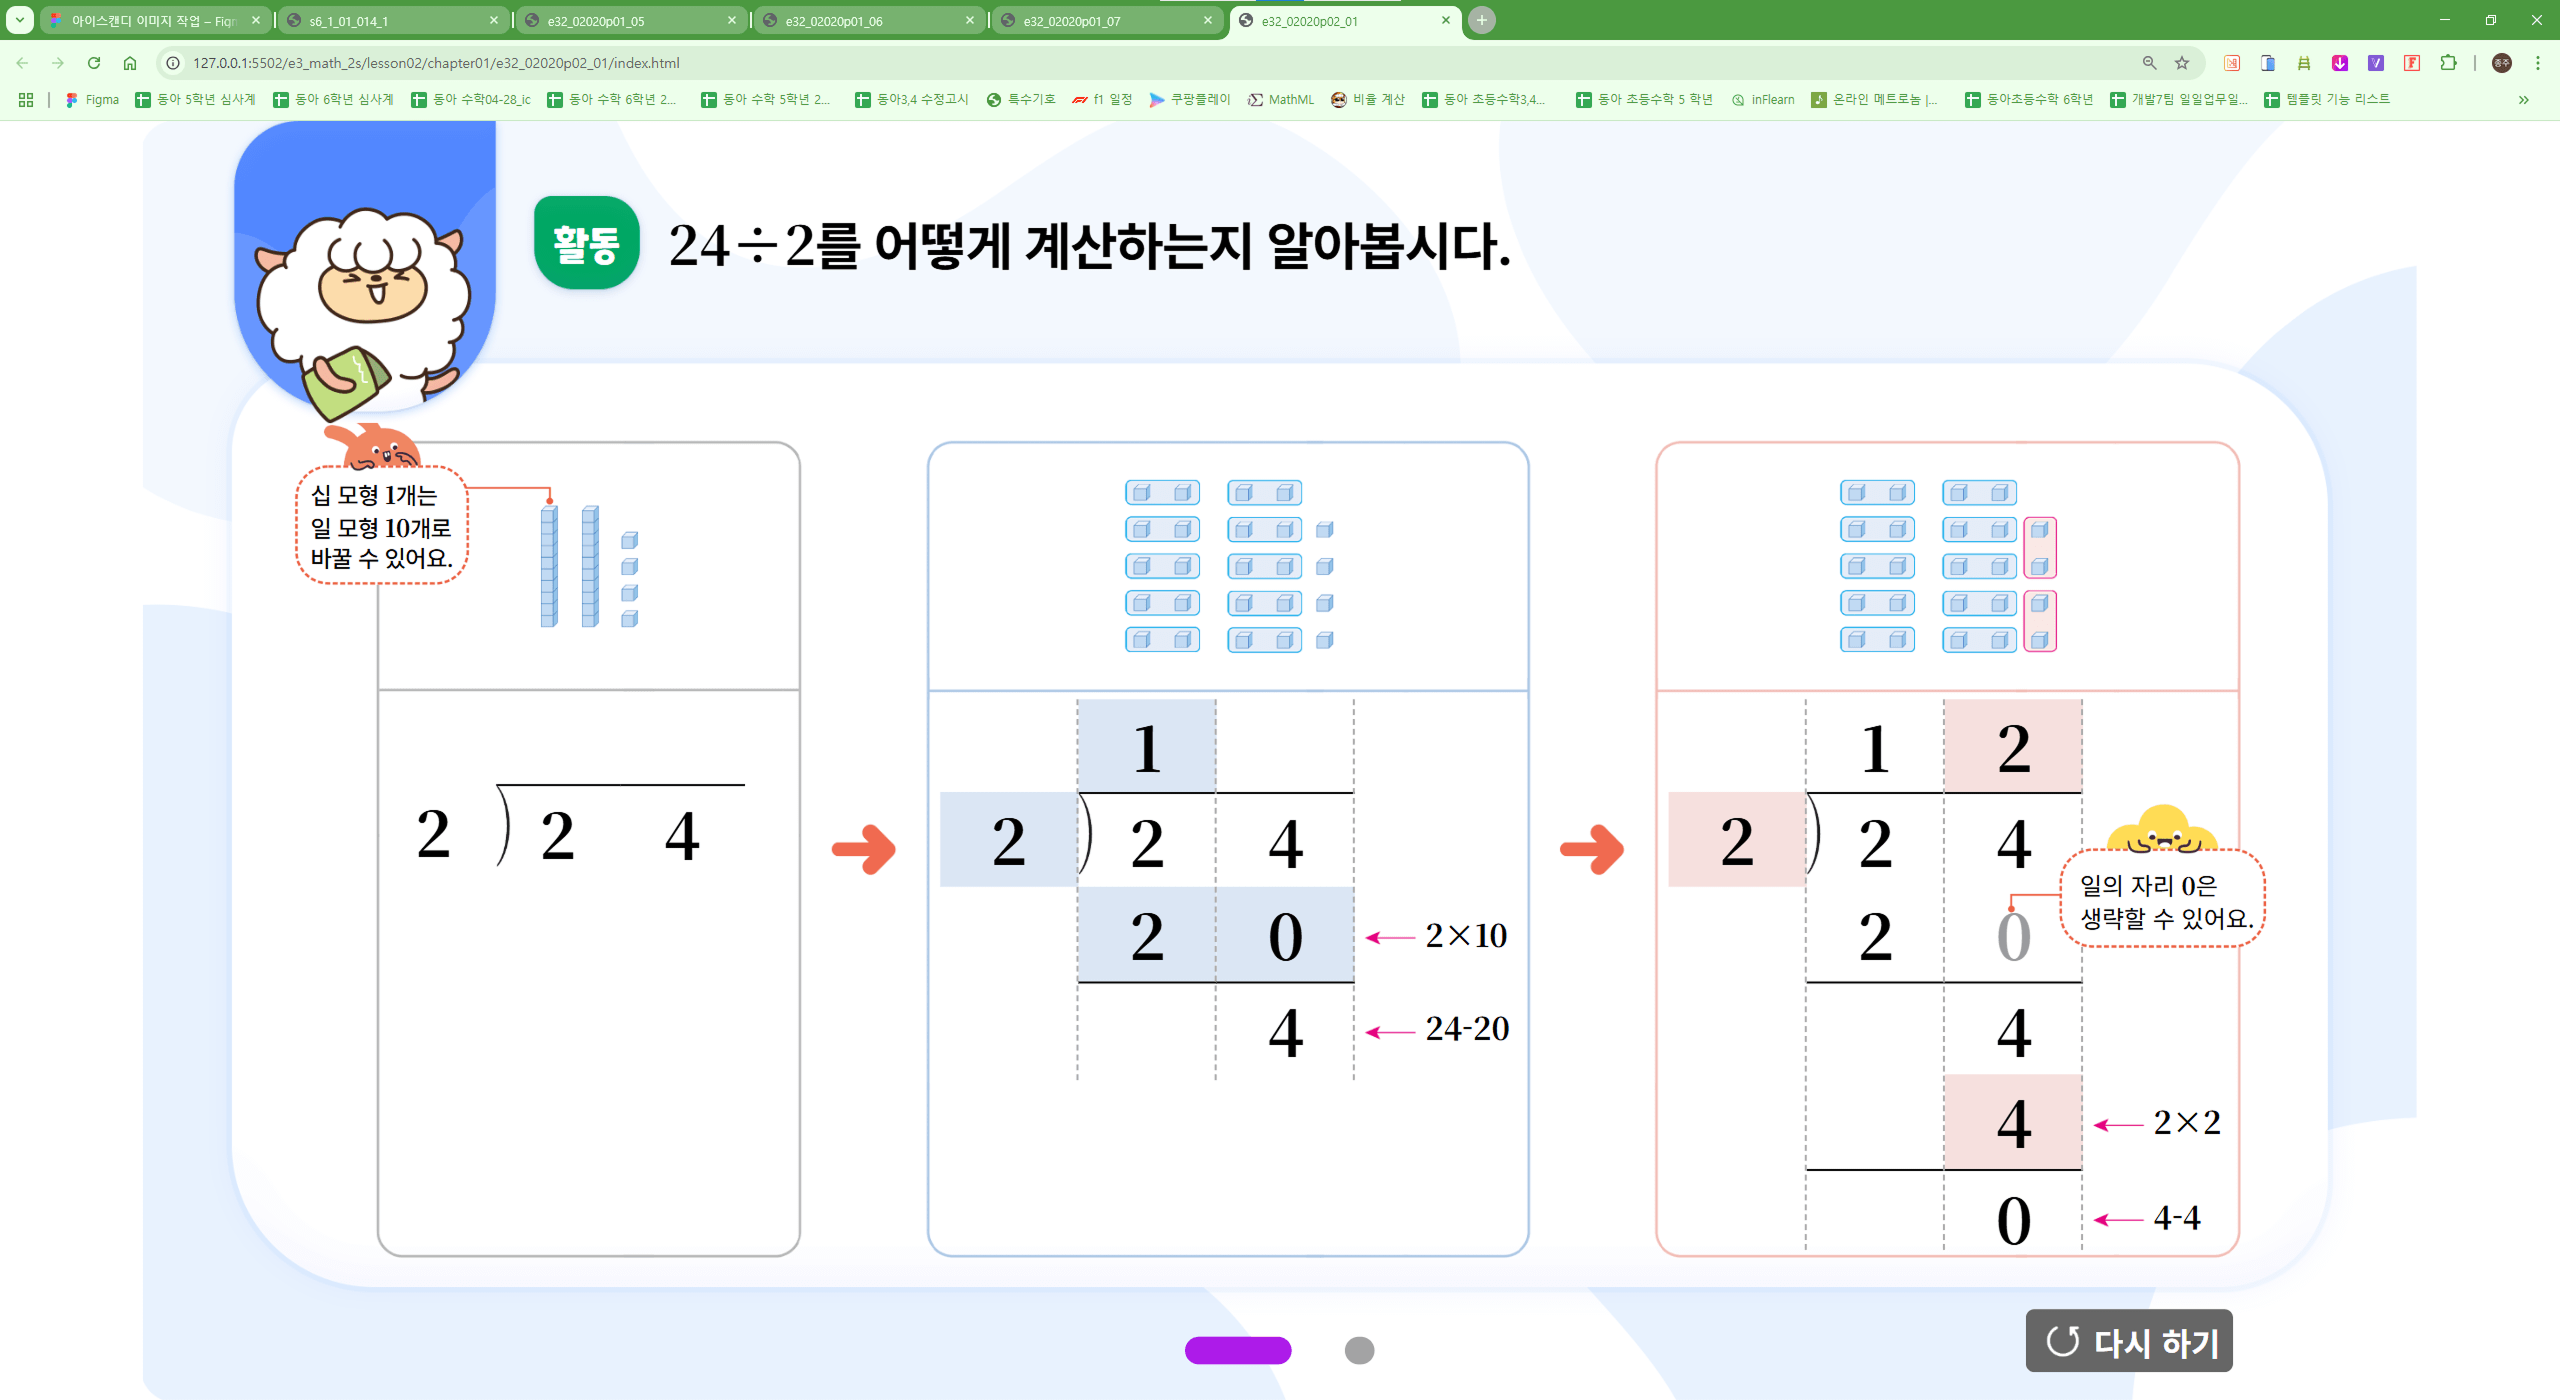 아이스캔디 이미지 작업 – Fig
s6_1_01_014_1
e32_02020p01_05
e32_02020p01_06
e32_02020p01_07
e32_02020p02_01
127.0.0.1:5502/e3_math_2s/lesson02/chapter01/e32_02020p02_01/index.html
Figma
동아 5학년 심사계
동아 6학년 심사계
동아 수학04-28_ic
동아 수학 6학년 2...
동아 수학 5학년 2...
동아3,4 수정고시
특수기호
f1 일정
쿠팡플레이
MathML
비율 계산
동아 초등수학3,4...
동아 초등수학 5 학년
inFlearn
온라인 메트로놈 |...
동아초등수학 6학년
개발7팀 일일업무일...
템플릿 기능 리스트
활동
24÷2를 어떻게 계산하는지 알아봅시다.
십 모형 1개는
일 모형 10개로
바꿀 수 있어요.
2 ) 2 4
1
2 ) 2 4
2 0
2×10
4
24-20
1 2
2 ) 2 4
2 0
일의 자리 0은
생략할 수 있어요.
4
4
2×2
0
4-4
다시 하기